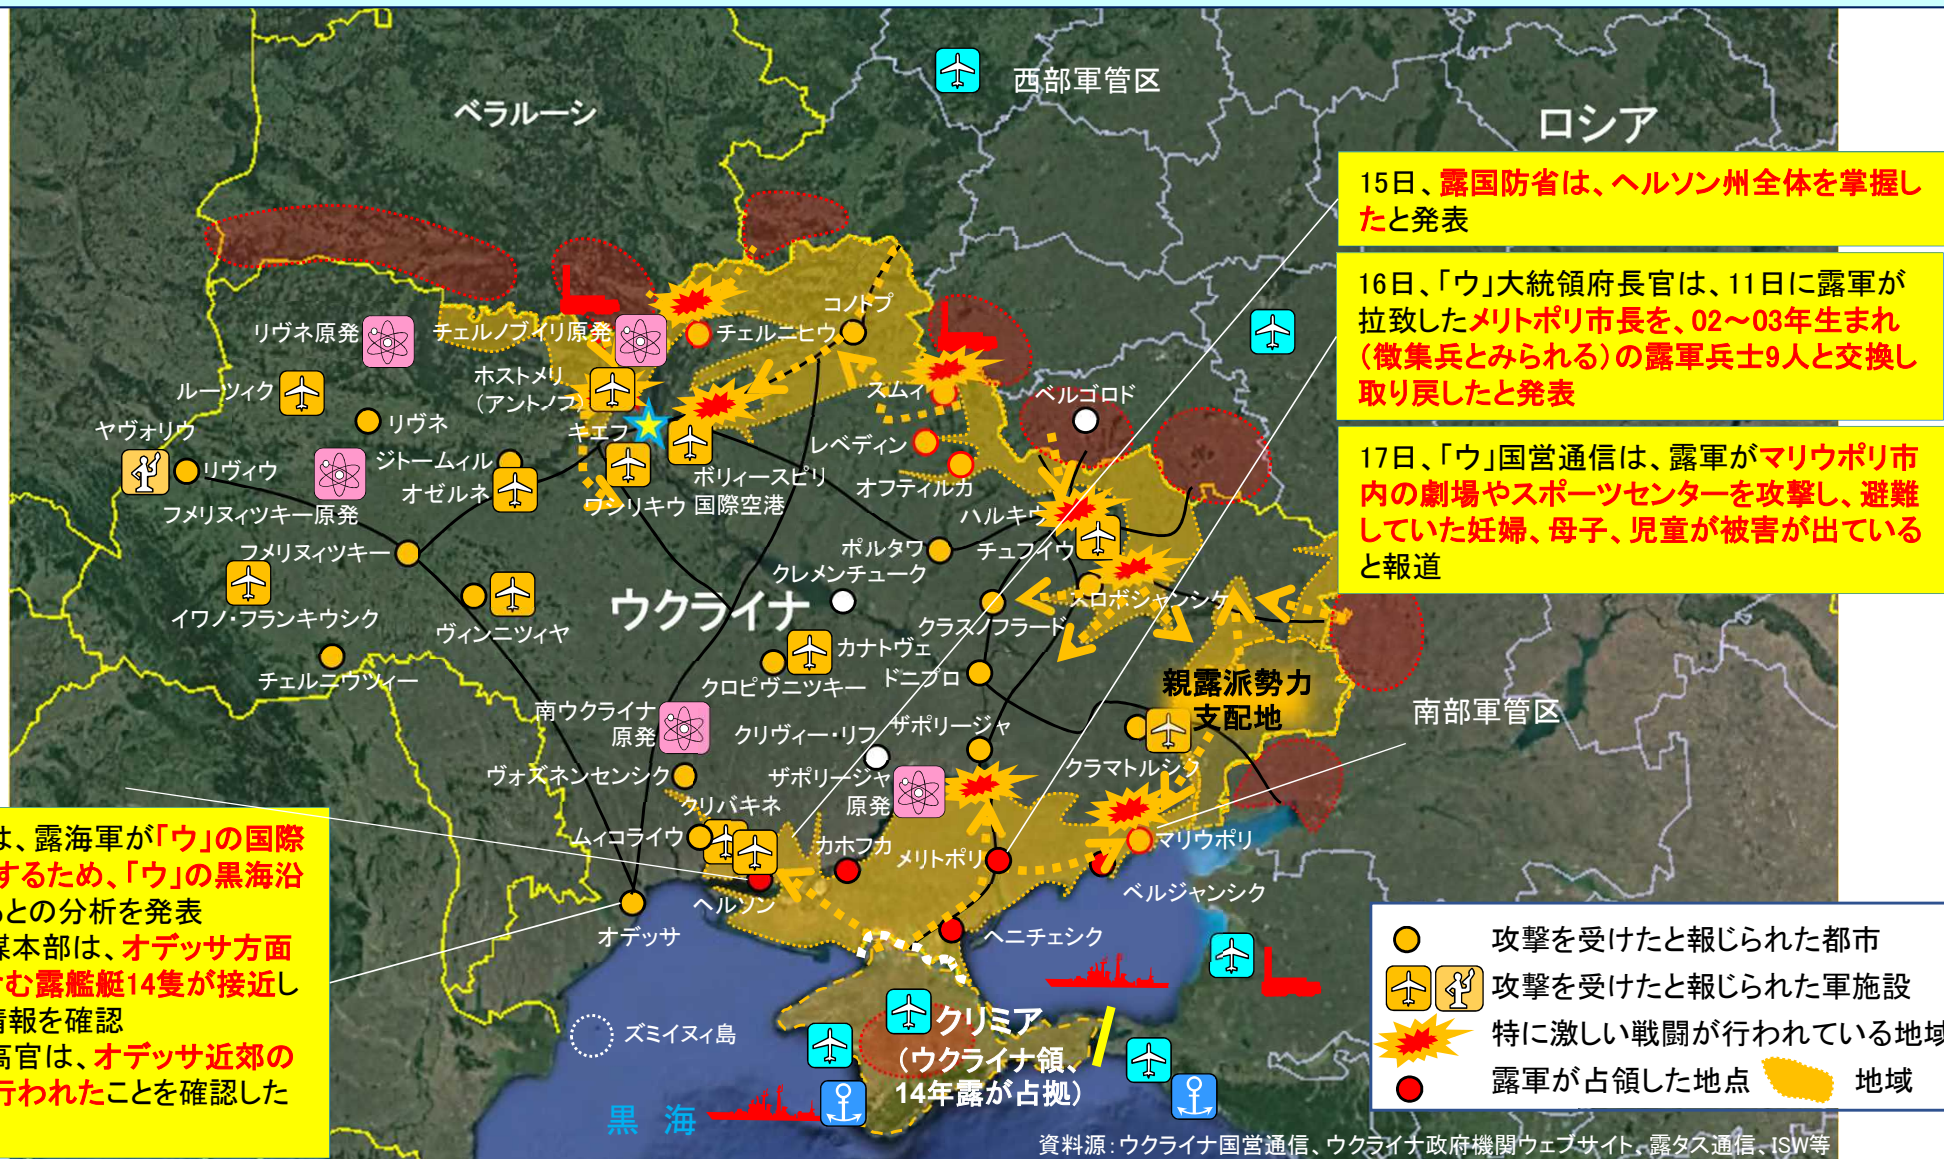 西部軍管区
ベラルーシ
ロシア
15日、露国防省は、ヘルソン州全体を掌握し
たと発表
16日、「ウ」大統領府長官は、11日に露軍が
拉致したメリトポリ市長を、02～03年生まれ
（徴集兵とみられる）の露軍兵士9人と交換し
取り戻したと発表
17日、「ウ」国営通信は、露軍がマリウポリ市
内の劇場やスポーツセンターを攻撃し、避難
していた妊婦、母子、児童が被害が出ている
と報道
コノトプ
リヴネ原発
チェルノブイリ原発
チェルニヒウ
ルーツィク
ホストメリ
（アントノフ）
スムィ
ベルゴロド
ヤヴォリウ
リヴネ
キエフ
レベディン
リヴィウ
ジトームィル
オゼルネ
ボリィースピリ
国際空港
オフティルカ
フメリヌィツキー原発
ワシリキウ
ハルキウ
フメリヌィツキー
ポルタワ
チュフイウ
クレメンチューク
イワノ・フランキウシク
ヴィンニツィヤ
ウクライナ
クラスノフラード
スロボジャンシケ
カナトヴェ
チェルニウツィー
クロピヴニツキー
ドニプロ
親露派勢力
支配地
南ウクライナ
原発
南部軍管区
クリヴィー・リフ
ザポリージャ
ヴォズネンセンシク
ザポリージャ
原発
クラマトルシク
クリバキネ
ムィコライウ
カホフカ
メリトポリ
マリウポリ
ベルジャンシク
ヘルソン
オデッサ
ヘニチェシク
は、露海軍が「ウ」の国際
するため、「ウ」の黒海沿
るとの分析を発表
謀本部は、オデッサ方面
む露艦艇14隻が接近し
情報を確認
高官は、オデッサ近郊の
行われたことを確認した
ズミイヌィ島
クリミア
（ウクライナ領、
14年露が占拠）
黒 海
攻撃を受けたと報じられた都市
攻撃を受けたと報じられた軍施設
特に激しい戦闘が行われている地域
露軍が占領した地点 地域
資料源：ウクライナ国営通信、ウクライナ政府機関ウェブサイト、露タス通信、ISW等